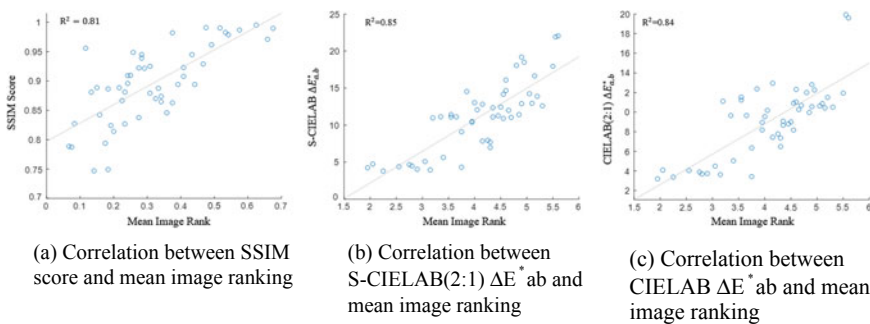 R² = 0.81
SSIM Score
1
0.95
0.9
0.85
0.8
0.75
0.7
0 0.1 0.2 0.3 0.4 0.5 0.6 0.7
Mean Image Rank
(a) Correlation between SSIM
score and mean image ranking
R²=0.85
S-CIELAB ΔE*a,b
25
20
15
10
5
0
1.5 2 2.5 3 3.5 4 4.5 5 5.5 6
Mean Image Rank
(b) Correlation between
S-CIELAB(2:1) ΔE*ab and
mean image ranking
R²=0.84
CIELAB(2:1) ΔE*a,b
20
18
16
14
12
0
8
6
4
2
1.5 2 2.5 3 3.5 4 4.5 5 5.5 6
Mean Image Rank
(c) Correlation between
CIELAB ΔE*ab and mean
image ranking